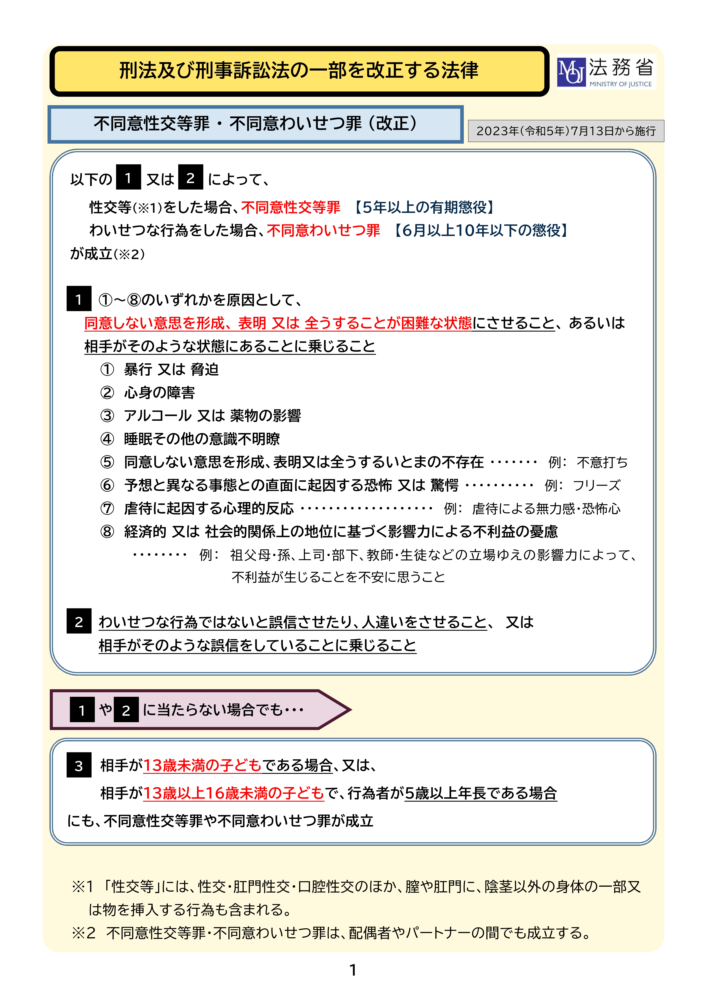 刑法及び刑事訴訟法の一部を改正する法律
MOJ 法務省
MINISTRY OF JUSTICE
不同意性交等罪・不同意わいせつ罪（改正）
2023年（令和5年）7月13日から施行
以下の 1 又は 2 によって、
性交等（※1）をした場合、不同意性交等罪 【5年以上の有期懲役】
わいせつな行為をした場合、不同意わいせつ罪 【6月以上10年以下の懲役】
が成立（※2）
1 ①～⑧のいずれかを原因として、
同意しない意思を形成、表明 又は 全うすることが困難な状態にさせること、あるいは
相手がそのような状態にあることに乗じること
① 暴行 又は 脅迫
② 心身の障害
③ アルコール 又は 薬物の影響
④ 睡眠その他の意識不明瞭
⑤ 同意しない意思を形成、表明又は全うするいとまの不存在 ・・・・・・・ 例： 不意打ち
⑥ 予想と異なる事態との直面に起因する恐怖 又は 驚愕 ・・・・・・・・・・ 例： フリーズ
⑦ 虐待に起因する心理的反応 ・・・・・・・・・・・・・・・・・・・ 例： 虐待による無力感・恐怖心
⑧ 経済的 又は 社会的関係上の地位に基づく影響力による不利益の憂慮
・・・・・・・・ 例： 祖父母・孫、上司・部下、教師・生徒などの立場ゆえの影響力によって、
不利益が生じることを不安に思うこと
2 わいせつな行為ではないと誤信させたり、人違いをさせること、 又は
相手がそのような誤信をしていることに乗じること
1 や 2 に当たらない場合でも・・・
3 相手が13歳未満の子どもである場合、又は、
相手が13歳以上16歳未満の子どもで、行為者が5歳以上年長である場合
にも、不同意性交等罪や不同意わいせつ罪が成立
※1 「性交等」には、性交・肛門性交・口腔性交のほか、膣や肛門に、陰茎以外の身体の一部又
は物を挿入する行為も含まれる。
※2 不同意性交等罪・不同意わいせつ罪は、配偶者やパートナーの間でも成立する。
1